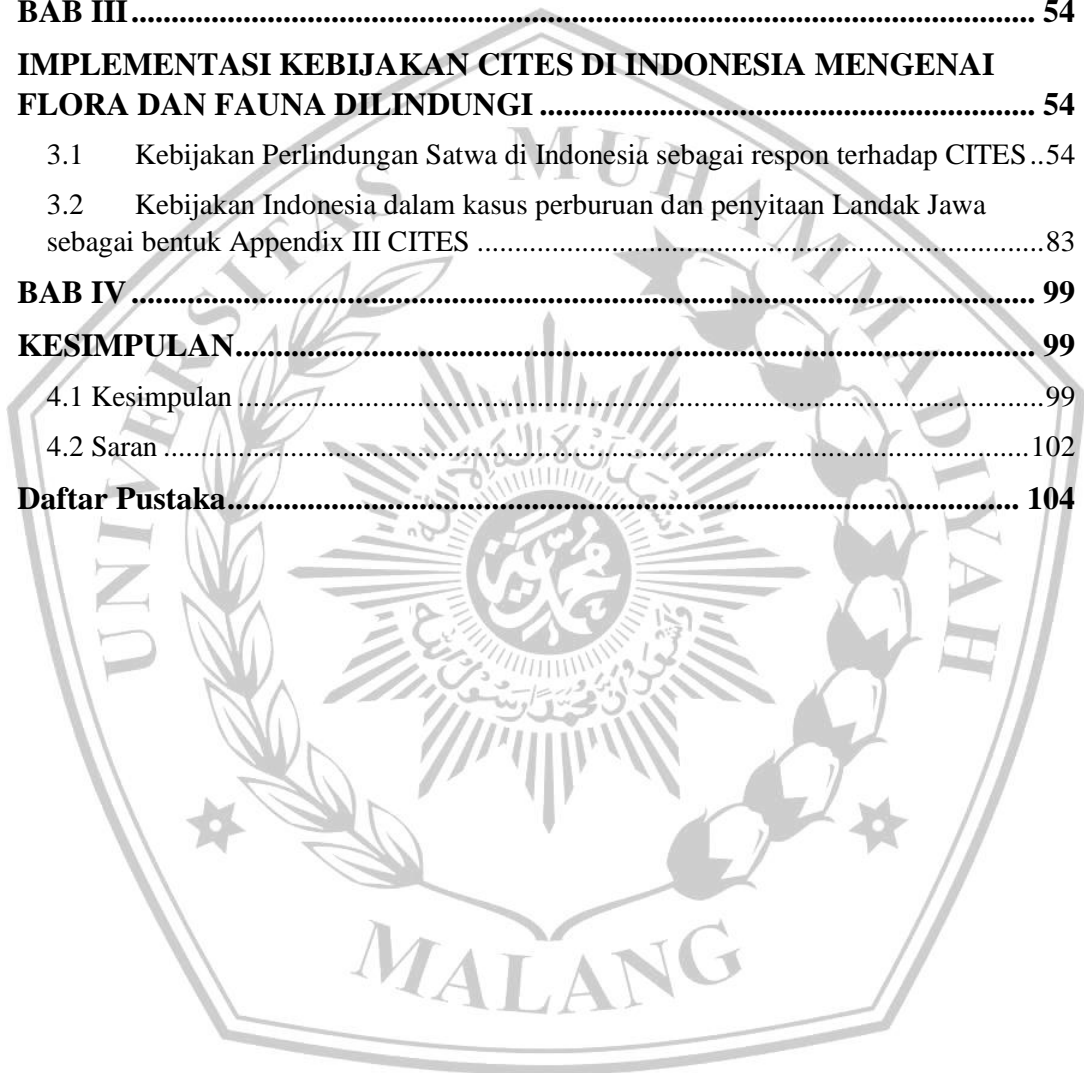 BAB III ........................................................................................................ 54
IMPLEMENTASI KEBIJAKAN CITES DI INDONESIA MENGENAI
FLORA DAN FAUNA DILINDUNGI ......................................................... 54
3.1 Kebijakan Perlindungan Satwa di Indonesia sebagai respon terhadap CITES ..54
3.2 Kebijakan Indonesia dalam kasus perburuan dan penyitaan Landak Jawa
sebagai bentuk Appendix III CITES .................................................................83
BAB IV ........................................................................................................ 99
KESIMPULAN ............................................................................................ 99
4.1 Kesimpulan ...............................................................................................99
4.2 Saran .......................................................................................................102
Daftar Pustaka ........................................................................................... 104
UNIVERSITAS MUHAMMADIYAH
MALANG